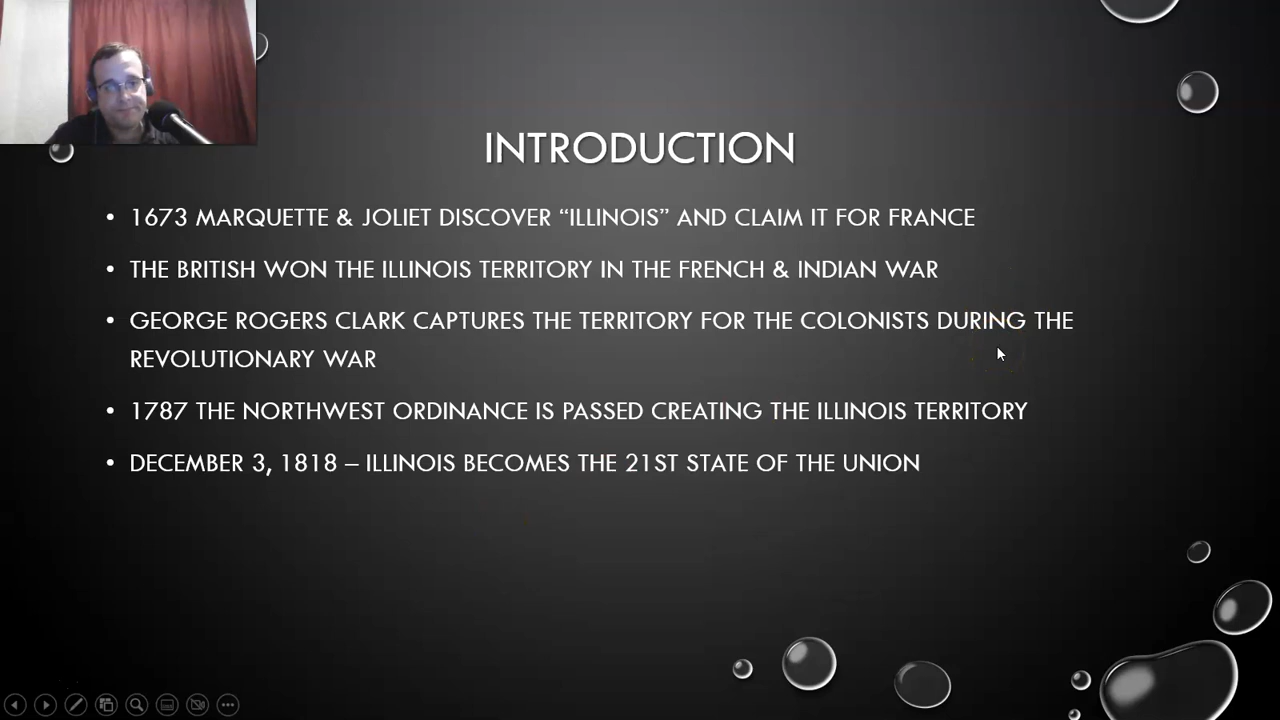 INTRODUCTION
• 1673 MARQUETTE & JOLIET DISCOVER “ILLINOIS” AND CLAIM IT FOR FRANCE
• THE BRITISH WON THE ILLINOIS TERRITORY IN THE FRENCH & INDIAN WAR
• GEORGE ROGERS CLARK CAPTURES THE TERRITORY FOR THE COLONISTS DURING THE
REVOLUTIONARY WAR
• 1787 THE NORTHWEST ORDINANCE IS PASSED CREATING THE ILLINOIS TERRITORY
• DECEMBER 3, 1818 – ILLINOIS BECOMES THE 21ST STATE OF THE UNION